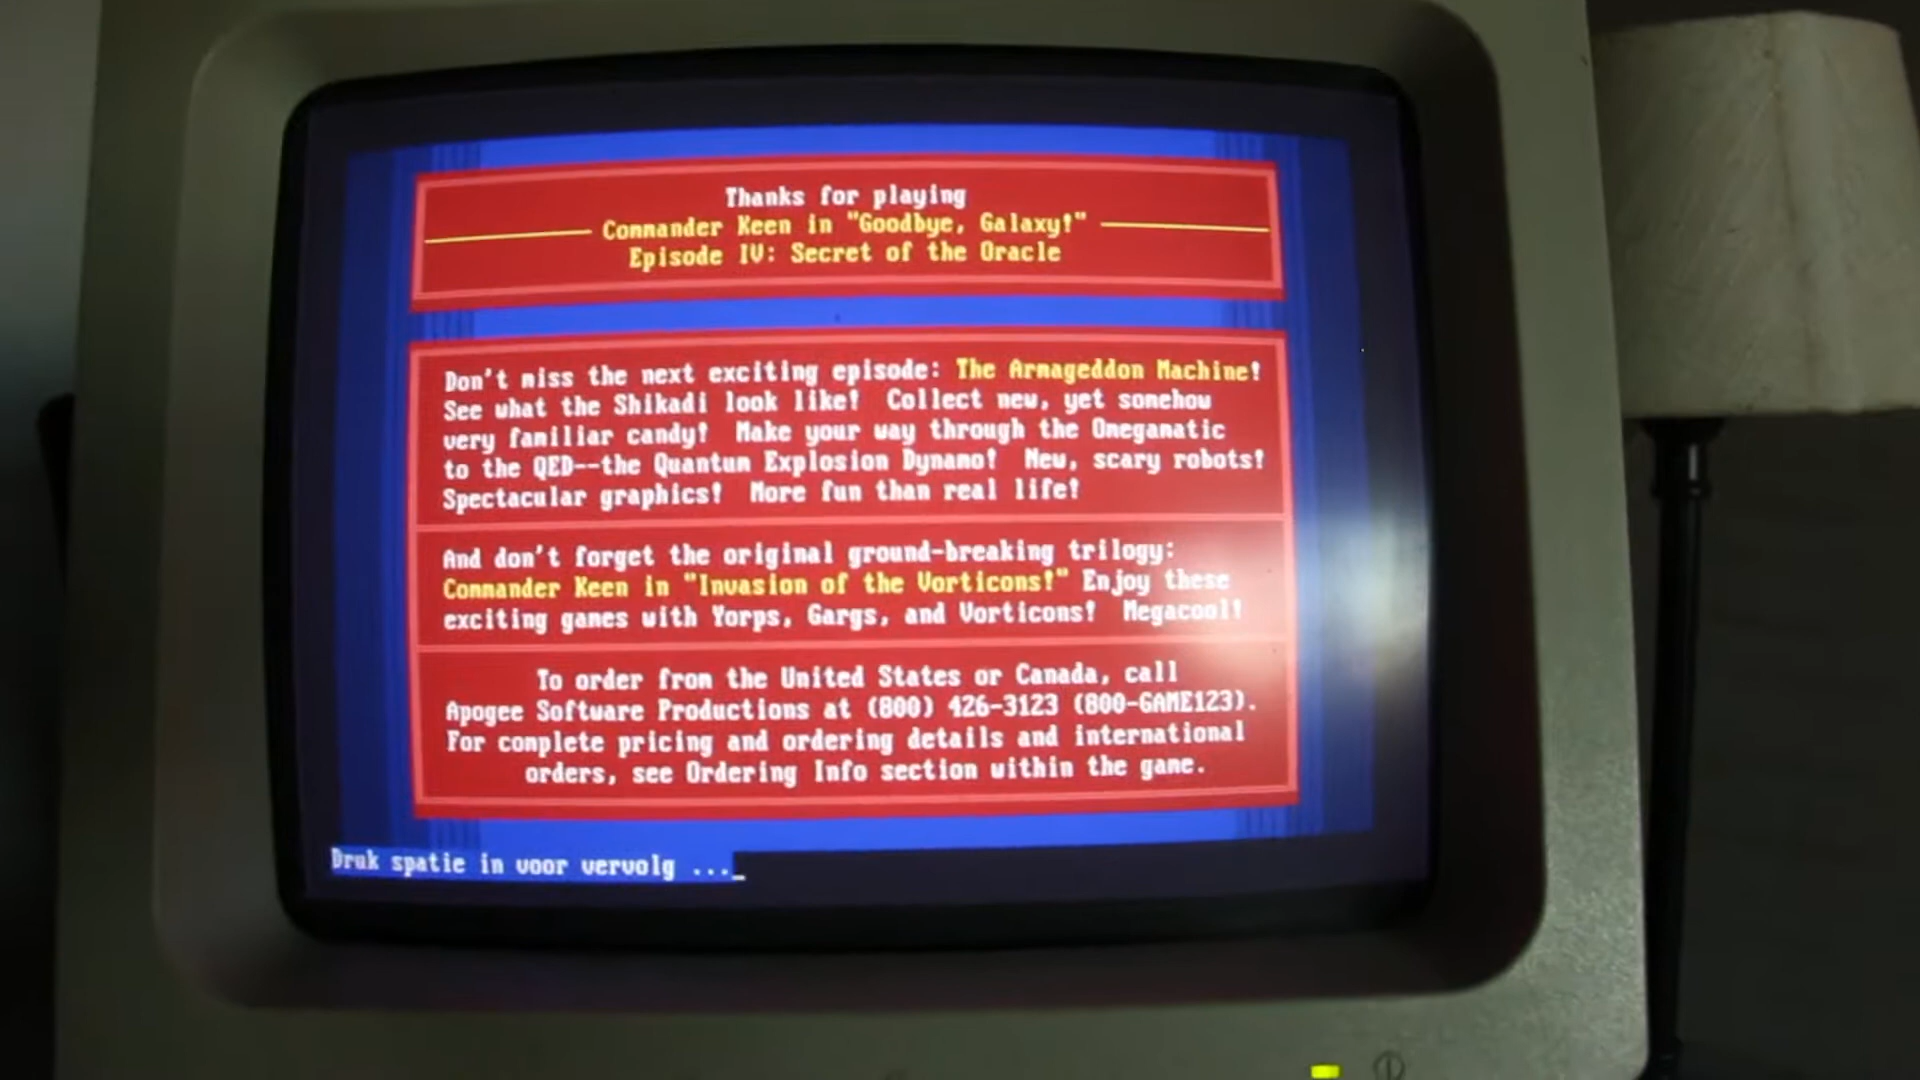 Thanks for playing
Commander Keen in "Goodbye, Galaxy!"
Episode IV: Secret of the Oracle
Don't miss the next exciting episode: The Armageddon Machine!
See what the Shikadi look like!  Collect new, yet somehow
very familiar candy!  Make your way through the Omegamatic
to the QED--the Quantum Explosion Dynamo!  New, scary robots!
Spectacular graphics!  More fun than real life!
And don't forget the original ground-breaking trilogy:
Commander Keen in "Invasion of the Vorticons!" Enjoy these
exciting games with Yorps, Gargs, and Vorticons!  Megacool!
To order from the United States or Canada, call
Apogee Software Productions at (800) 426-3123 (800-GAME123).
For complete pricing and ordering details and international
orders, see Ordering Info section within the game.
Druk spatie in voor vervolg ..._